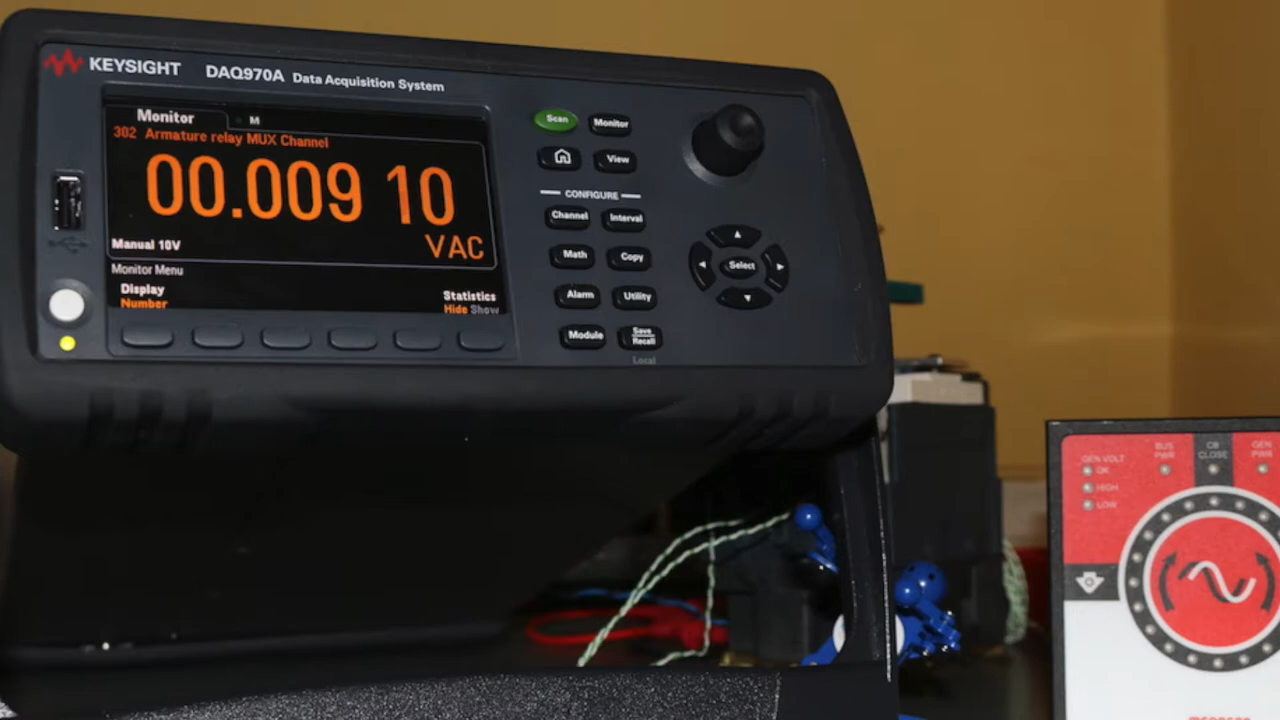 KEYSIGHT DAQ970A Data Acquisition System
Monitor M
302 Armature relay MUX Channel
00.009 10
VAC
Manual 10V
Monitor Menu
Display
Number
Statistics
Hide Show
Scan
Monitor
View
CONFIGURE
Channel
Interval
Math
Copy
Alarm
Utility
Module
Save
Recall
Local
Select
GEN VOLT
OK
HIGH
LOW
BUS
PWR
CB
CLOSE
GEN
PWR